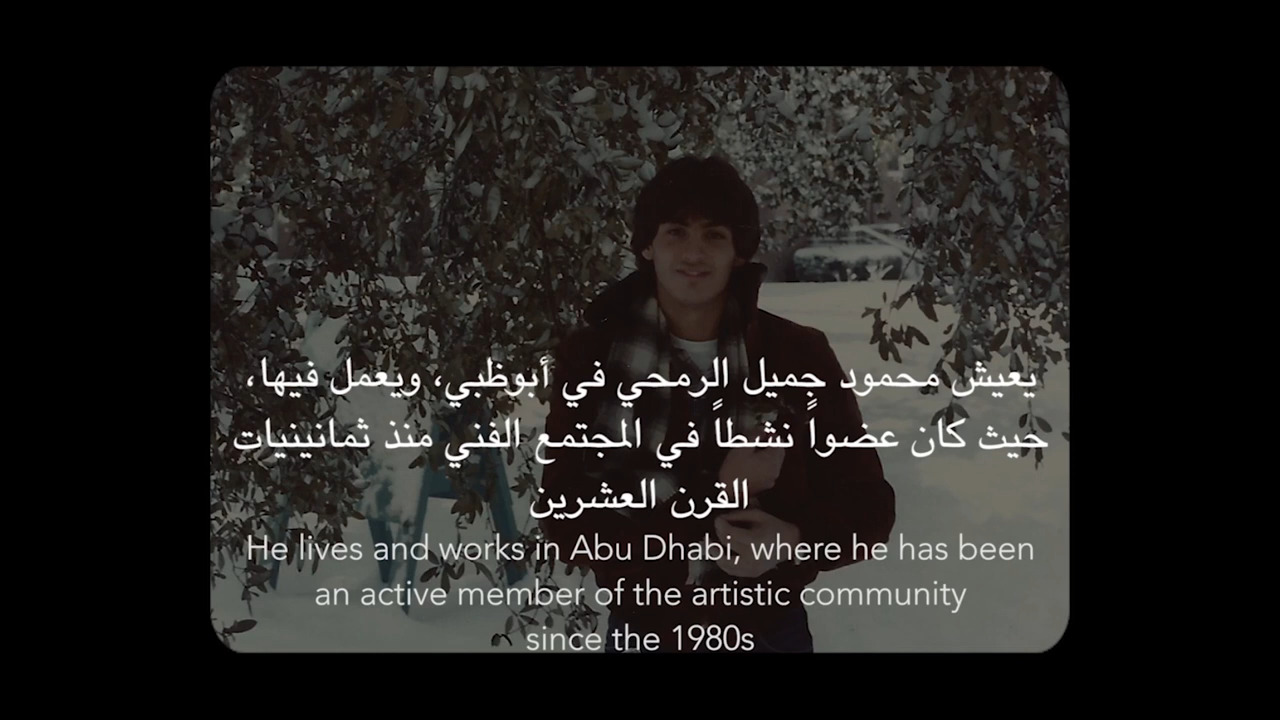 يعيش محمود جميل الرمحي في أبوظبي، ويعمل فيها،
حيث كان عضواً نشطاً في المجتمع الفني منذ ثمانينيات
القرن العشرين
He lives and works in Abu Dhabi, where he has been
an active member of the artistic community
since the 1980s